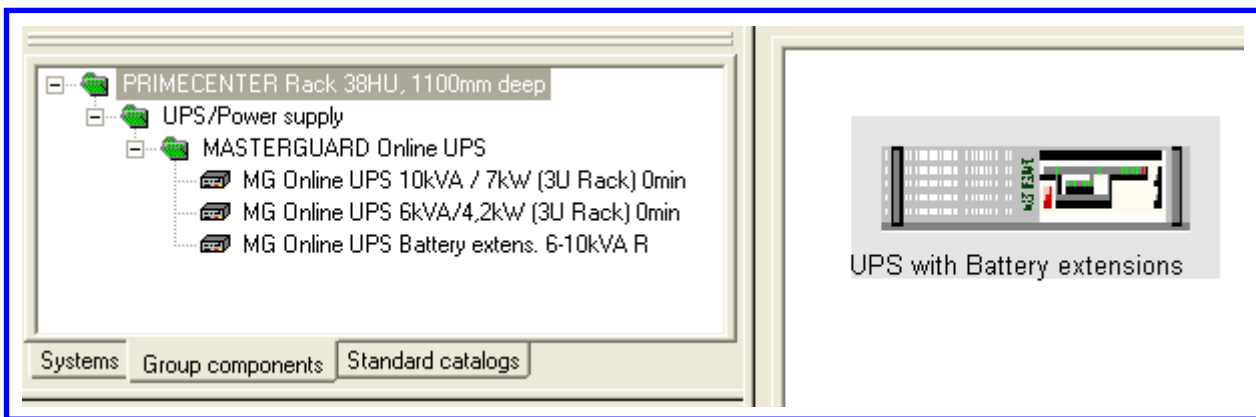 PRIMECENTER Rack 38HU, 1100mm deep
UPS/Power supply
MASTERGUARD Online UPS
MG Online UPS 10kVA / 7kW (3U Rack) 0min
MG Online UPS 6kVA/4,2kW (3U Rack) 0min
MG Online UPS Battery extens. 6-10kVA R
Systems
Group components
Standard catalogs
UPS with Battery extensions